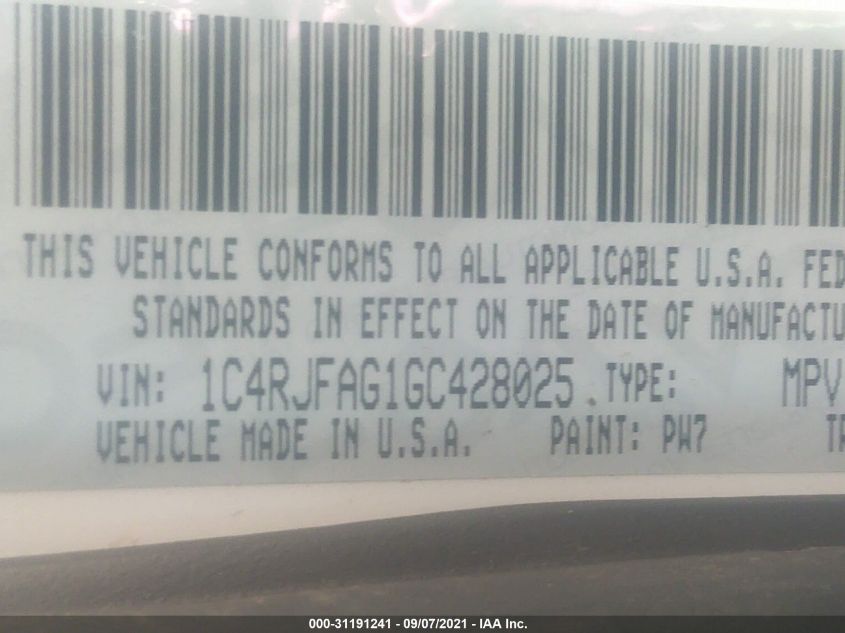 THIS VEHICLE CONFORMS TO ALL APPLICABLE U.S.A. FED
STANDARDS IN EFFECT ON THE DATE OF MANUFACTU
VIN: 1C4RJFAG1GC428025 TYPE: MPV
VEHICLE MADE IN U.S.A. PAINT: PW7 TR
000-31191241 - 09/07/2021 - IAA Inc.